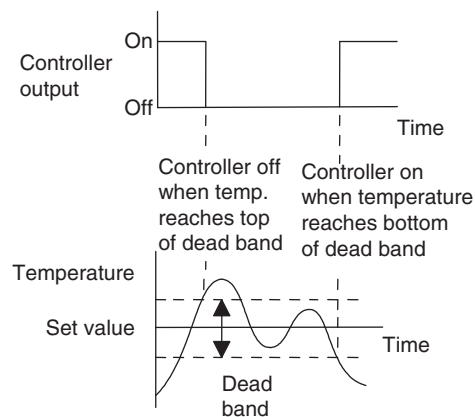 On
Controller
output
Off
Time
Controller off
when temp.
reaches top
of dead band
Controller on
when temperature
reaches bottom
of dead band
Temperature
Set value
Time
Dead
band